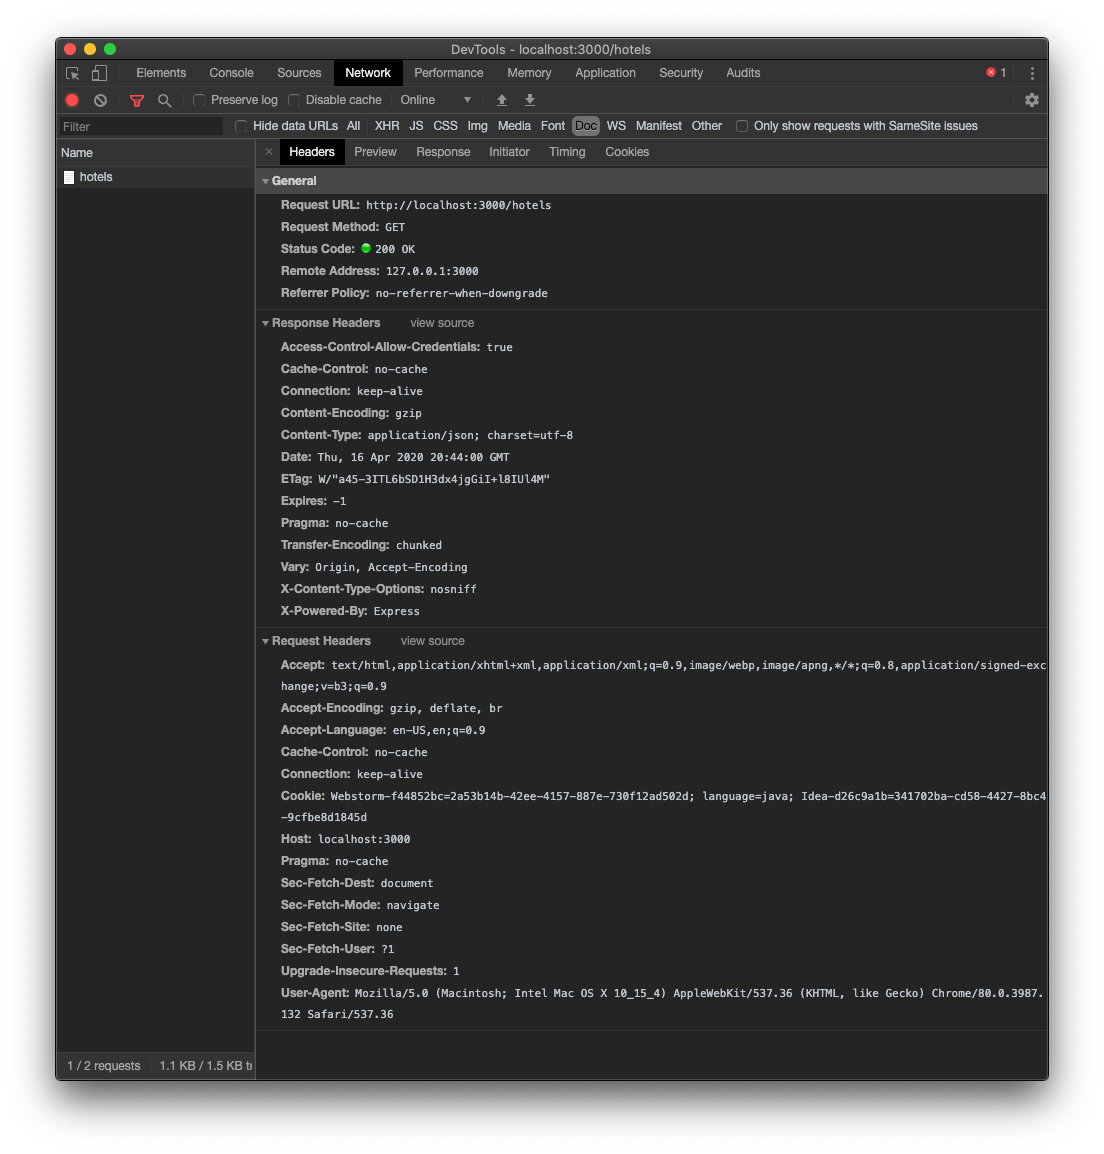 DevTools - localhost:3000/hotels
Elements Console Sources Network Performance Memory Application Security Audits 1
Preserve log Disable cache Online
Filter Hide data URLs All XHR JS CSS Img Media Font Doc WS Manifest Other Only show requests with SameSite issues
Name
× Headers Preview Response Initiator Timing Cookies
hotels
General
Request URL: http://localhost:3000/hotels
Request Method: GET
Status Code: 200 OK
Remote Address: 127.0.0.1:3000
Referrer Policy: no-referrer-when-downgrade
Response Headers view source
Access-Control-Allow-Credentials: true
Cache-Control: no-cache
Connection: keep-alive
Content-Encoding: gzip
Content-Type: application/json; charset=utf-8
Date: Thu, 16 Apr 2020 20:44:00 GMT
ETag: W/"a45-3ITL6bSD1H3dx4jgGiI+l8IUl4M"
Expires: -1
Pragma: no-cache
Transfer-Encoding: chunked
Vary: Origin, Accept-Encoding
X-Content-Type-Options: nosniff
X-Powered-By: Express
Request Headers view source
Accept: text/html,application/xhtml+xml,application/xml;q=0.9,image/webp,image/apng,*/*;q=0.8,application/signed-exc
hange;v=b3;q=0.9
Accept-Encoding: gzip, deflate, br
Accept-Language: en-US,en;q=0.9
Cache-Control: no-cache
Connection: keep-alive
Cookie: Webstorm-f44852bc=2a53b14b-42ee-4157-887e-730f12ad502d; language=java; Idea-d26c9a1b=341702ba-cd58-4427-8bc4
-9cfbe8d1845d
Host: localhost:3000
Pragma: no-cache
Sec-Fetch-Dest: document
Sec-Fetch-Mode: navigate
Sec-Fetch-Site: none
Sec-Fetch-User: ?1
Upgrade-Insecure-Requests: 1
User-Agent: Mozilla/5.0 (Macintosh; Intel Mac OS X 10_15_4) AppleWebKit/537.36 (KHTML, like Gecko) Chrome/80.0.3987.
132 Safari/537.36
1 / 2 requests 1.1 KB / 1.5 KB tr